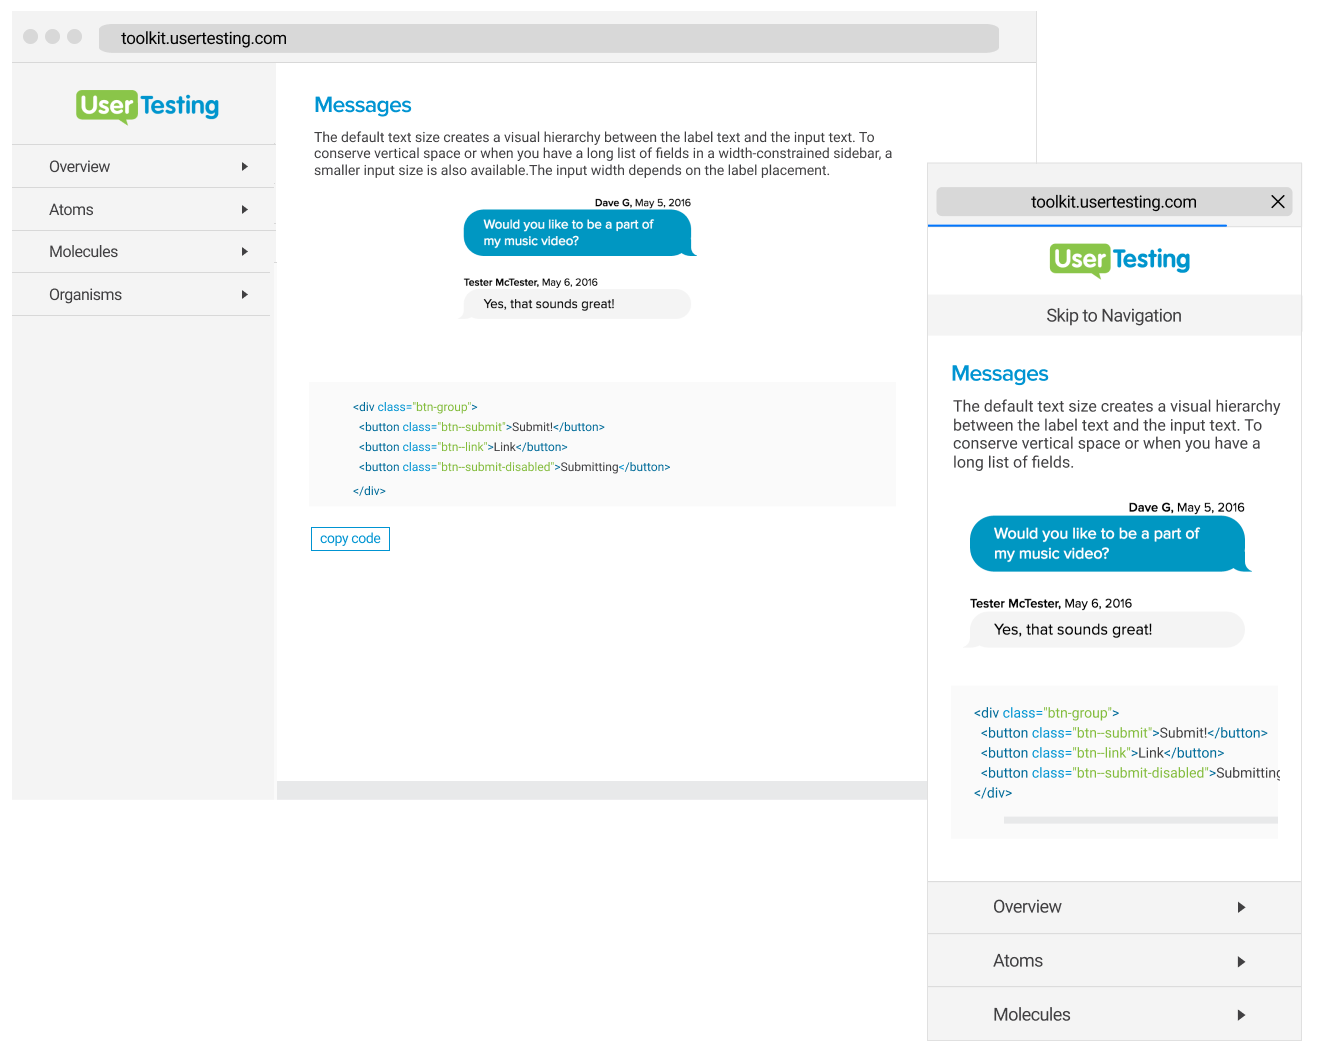 toolkit.usertesting.com
User Testing
Overview
Atoms
Molecules
Organisms
Messages
The default text size creates a visual hierarchy between the label text and the input text. To
conserve vertical space or when you have a long list of fields in a width-constrained sidebar, a
smaller input size is also available.The input width depends on the label placement.
Dave G, May 5, 2016
Would you like to be a part of
my music video?
Tester McTester, May 6, 2016
Yes, that sounds great!
<div class="btn-group">
<button class="btn--submit">Submit!</button>
<button class="btn--link">Link</button>
<button class="btn--submit-disabled">Submitting</button>
</div>
copy code
toolkit.usertesting.com
User Testing
Skip to Navigation
Messages
The default text size creates a visual hierarchy
between the label text and the input text. To
conserve vertical space or when you have a
long list of fields.
Dave G, May 5, 2016
Would you like to be a part of
my music video?
Tester McTester, May 6, 2016
Yes, that sounds great!
<div class="btn-group">
<button class="btn--submit">Submit!</button>
<button class="btn--link">Link</button>
<button class="btn--submit-disabled">Submitting
</div>
Overview
Atoms
Molecules